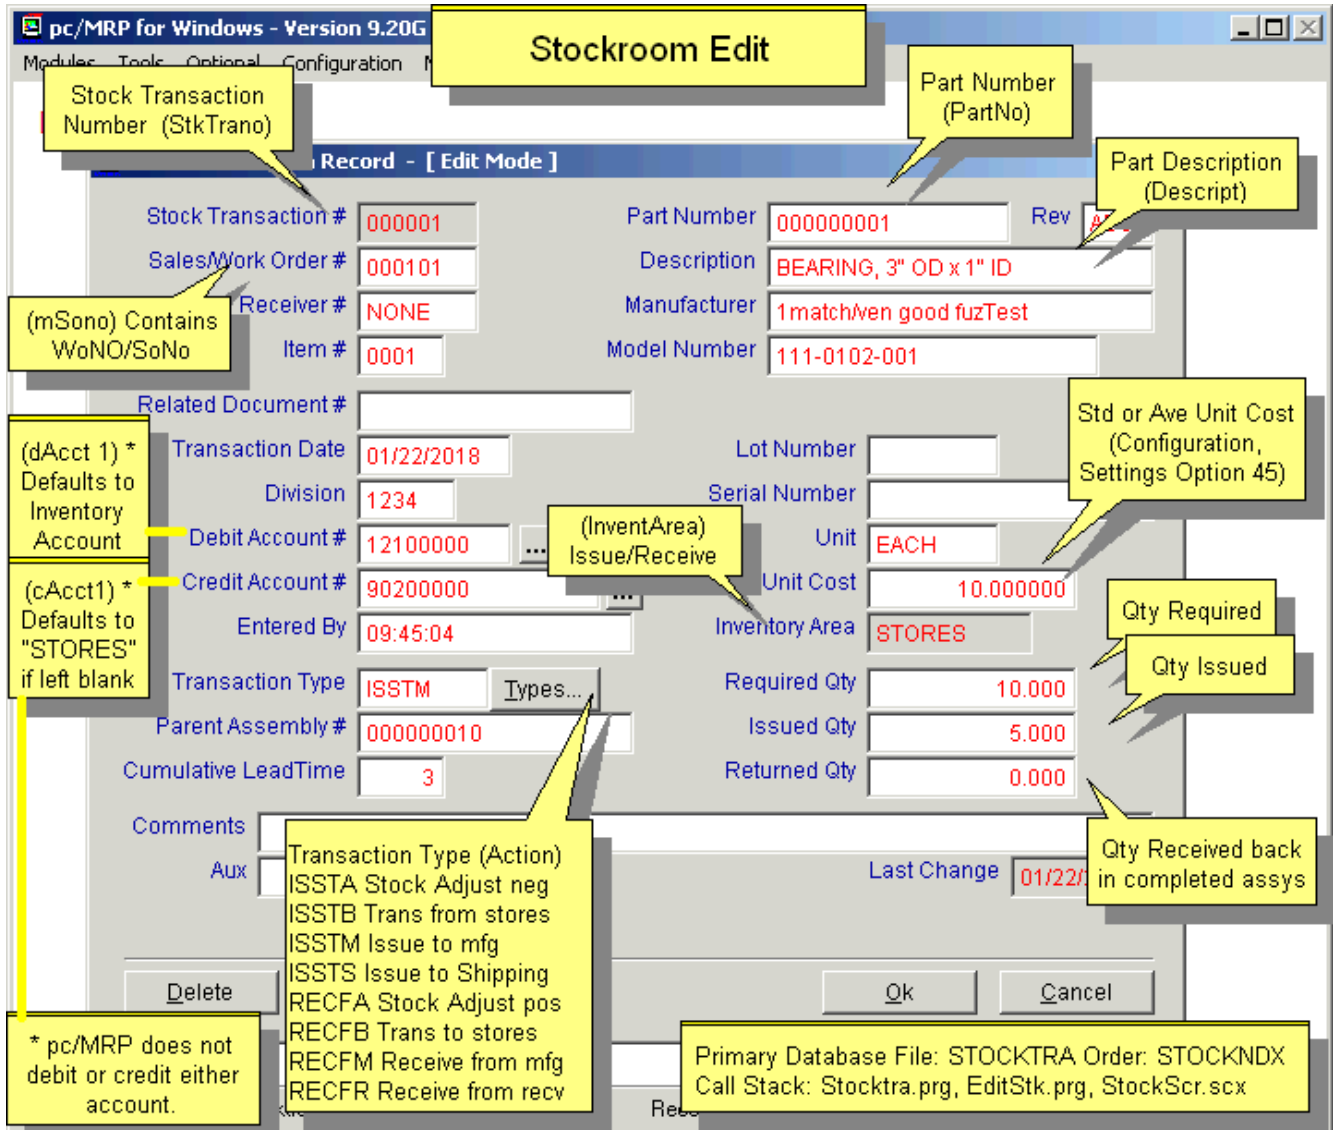 pc/MRP for Windows - Version 9.20G
Stockroom Edit
Modules Tools Optional Configuration
Stock Transaction
Number (StkTrano)
Part Number
(PartNo)
Record - [ Edit Mode ]
Part Description
(Descript)
Stock Transaction # 000001
Part Number 000000001 Rev
Sales/Work Order # 000101
Description BEARING, 3" OD x 1" ID
(mSono) Contains
WoNO/SoNo
Receiver # NONE
Manufacturer 1match/ven good fuzTest
Item # 0001
Model Number 111-0102-001
Related Document #
Std or Ave Unit Cost
(Configuration,
Settings Option 45)
(dAcct 1) *
Defaults to
Inventory
Account
Transaction Date 01/22/2018
Lot Number
Division 1234
Serial Number
(InventArea)
Issue/Receive
Debit Account # 12100000 ...
Unit EACH
(cAcct1) *
Defaults to
"STORES"
if left blank
Credit Account # 90200000 ...
Unit Cost 10.000000
Entered By 09:45:04
Inventory Area STORES
Qty Required
Qty Issued
Transaction Type ISSTM Types...
Required Qty 10.000
Parent Assembly # 000000010
Issued Qty 5.000
Cumulative LeadTime 3
Returned Qty 0.000
Comments
Qty Received back
in completed assys
Aux
Last Change 01/22/
Transaction Type (Action)
ISSTA Stock Adjust neg
ISSTB Trans from stores
ISSTM Issue to mfg
ISSTS Issue to Shipping
RECFA Stock Adjust pos
RECFB Trans to stores
RECFM Receive from mfg
RECFR Receive from recv
Delete
Ok
Cancel
* pc/MRP does not
debit or credit either
account.
Primary Database File: STOCKTRA Order: STOCKNDX
Call Stack: Stocktra.prg, EditStk.prg, StockScr.scx